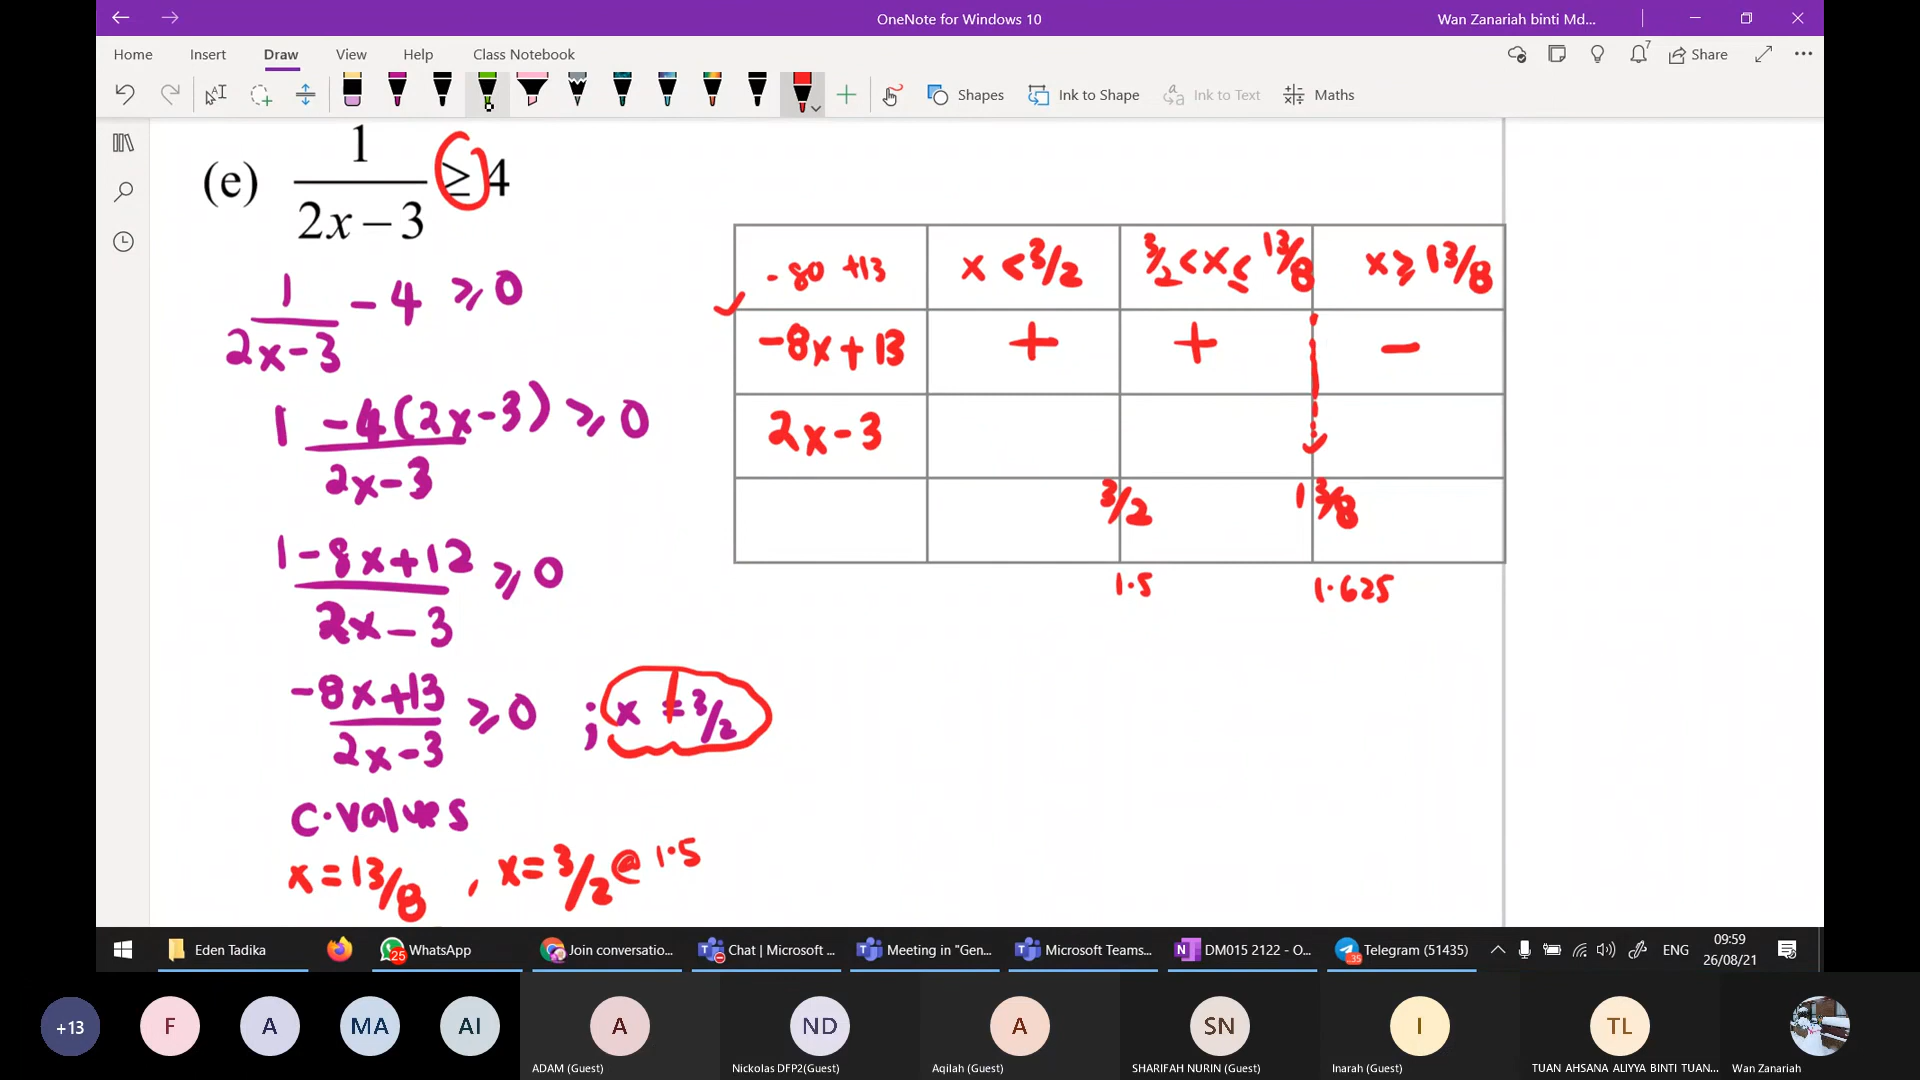 OneNote for Windows 10
Wan Zanariah binti Md...
Home Insert Draw View Help Class Notebook
7
Share
Shapes Ink to Shape Ink to Text Maths
(e) 1/(2x−3) ≥ 4
1/(2x−3) − 4 ≥ 0
1 −4(2x−3)/(2x−3) ≥ 0
(1−8x+12)/(2x−3) ≥ 0
(−8x+13)/(2x−3) ≥ 0 ; x ≠ 3/2
C.values
x = 13/8 , x = 3/2 @ 1.5
-80 +13 x < 3/2 3/2 < x ≤ 13/8 x ≥ 13/8
-8x+13 + + −
2x-3
3/2 13/8
1.5 1.625
Eden Tadika
25 WhatsApp
Join conversatio...
Chat | Microsoft ...
Meeting in "Gen...
Microsoft Teams...
DM015 2122 - O...
Telegram (51435)
ENG
09:59
26/08/21
+13 F A MA AI A ND A SN I TL
ADAM (Guest) Nickolas DFP2(Guest) Aqilah (Guest) SHARIFAH NURIN (Guest) Inarah (Guest) TUAN AHSANA ALIYYA BINTI TUAN... Wan Zanariah